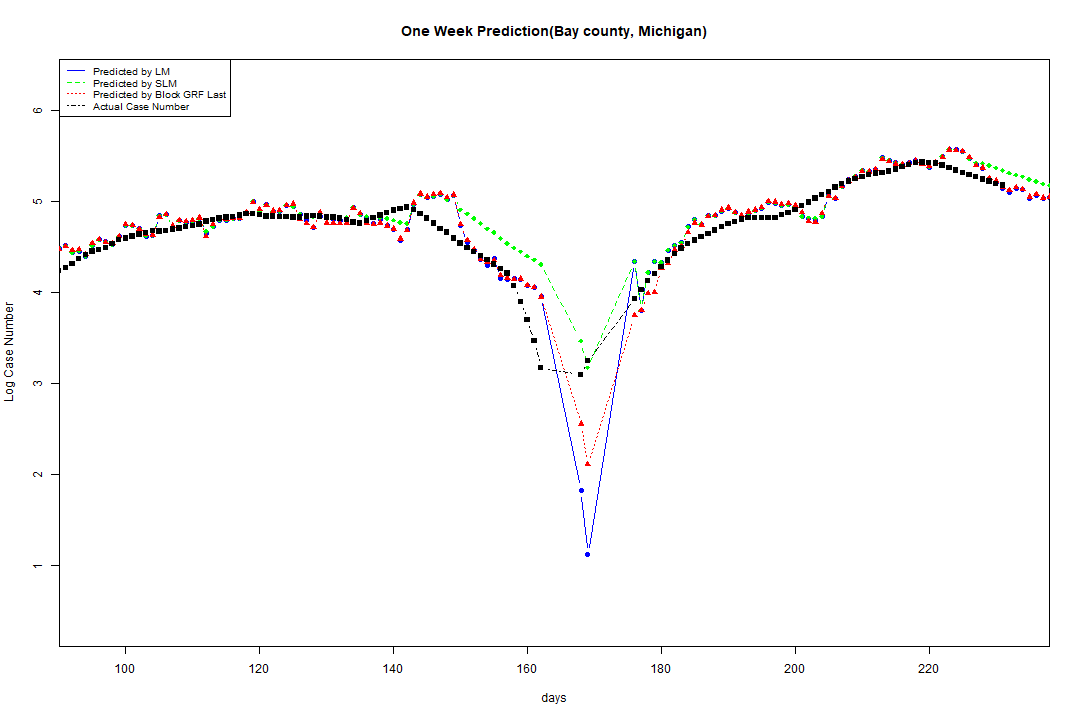 One Week Prediction(Bay county, Michigan)
Predicted by LM
Predicted by SLM
Predicted by Block GRF Last
Actual Case Number
6
5
4
3
2
1
Log Case Number
100 120 140 160 180 200 220
days